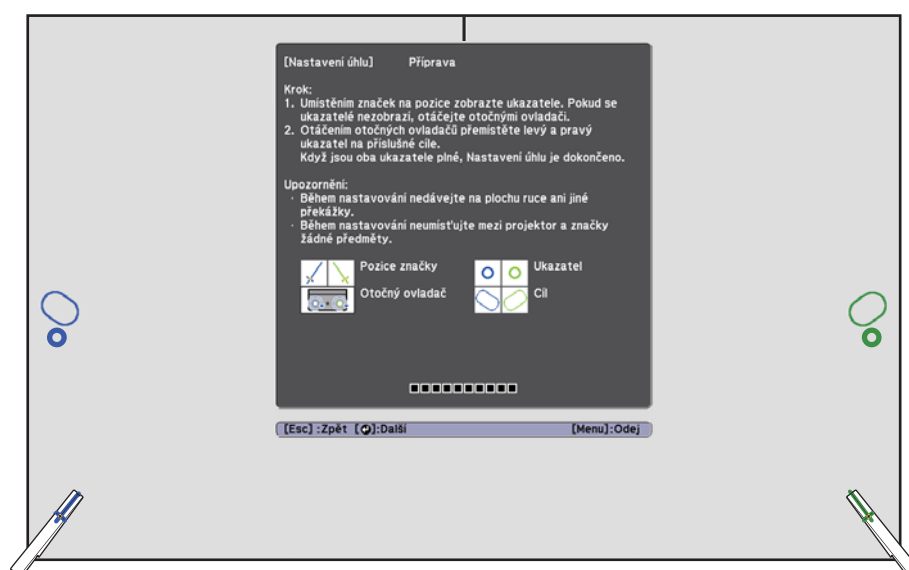 [Nastavení úhlu] Příprava
Krok:
1. Umístěním značek na pozice zobrazte ukazatele. Pokud se
ukazatelé nezobrazí, otáčejte otočnými ovladači.
2. Otáčením otočných ovladačů přemístěte levý a pravý
ukazatel na příslušné cíle.
Když jsou oba ukazatele plné, Nastavení úhlu je dokončeno.
Upozornění:
· Během nastavování nedávejte na plochu ruce ani jiné
překážky.
· Během nastavování neumísťujte mezi projektor a značky
žádné předměty.
Pozice značky
Ukazatel
Otočný ovladač
Cíl
[Esc] :Zpět [ ]:Další [Menu]:Odej